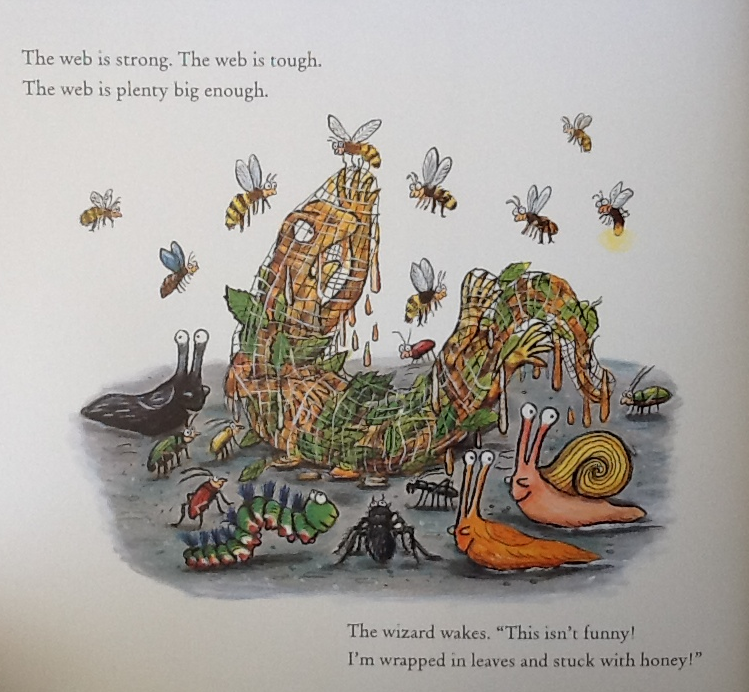 The web is strong. The web is tough.
The web is plenty big enough.
The wizard wakes. “This isn’t funny!
I’m wrapped in leaves and stuck with honey!”